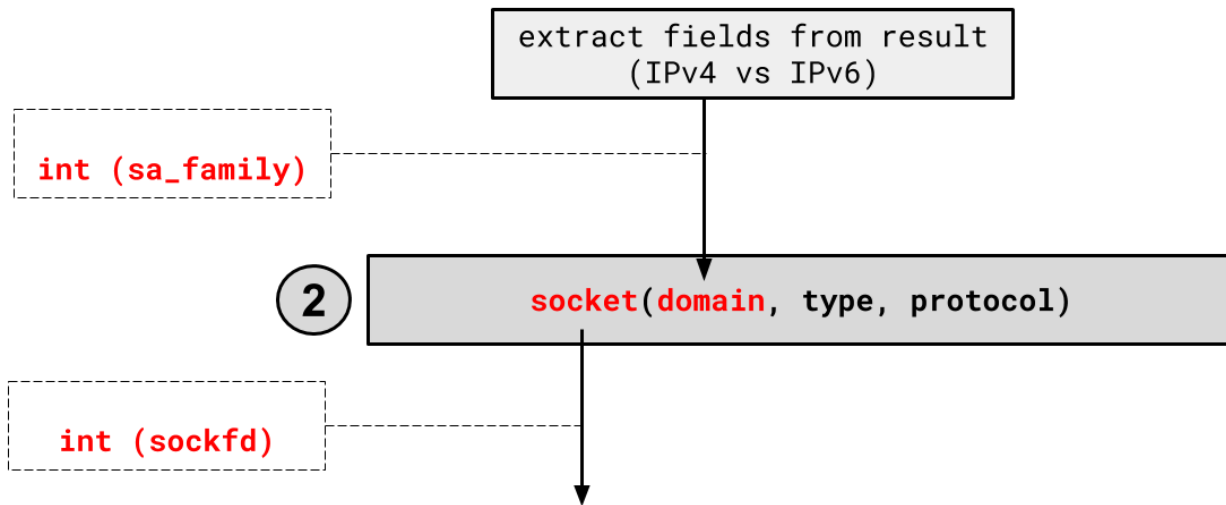 extract fields from result
(IPv4 vs IPv6)
int (sa_family)
2
socket(domain, type, protocol)
int (sockfd)